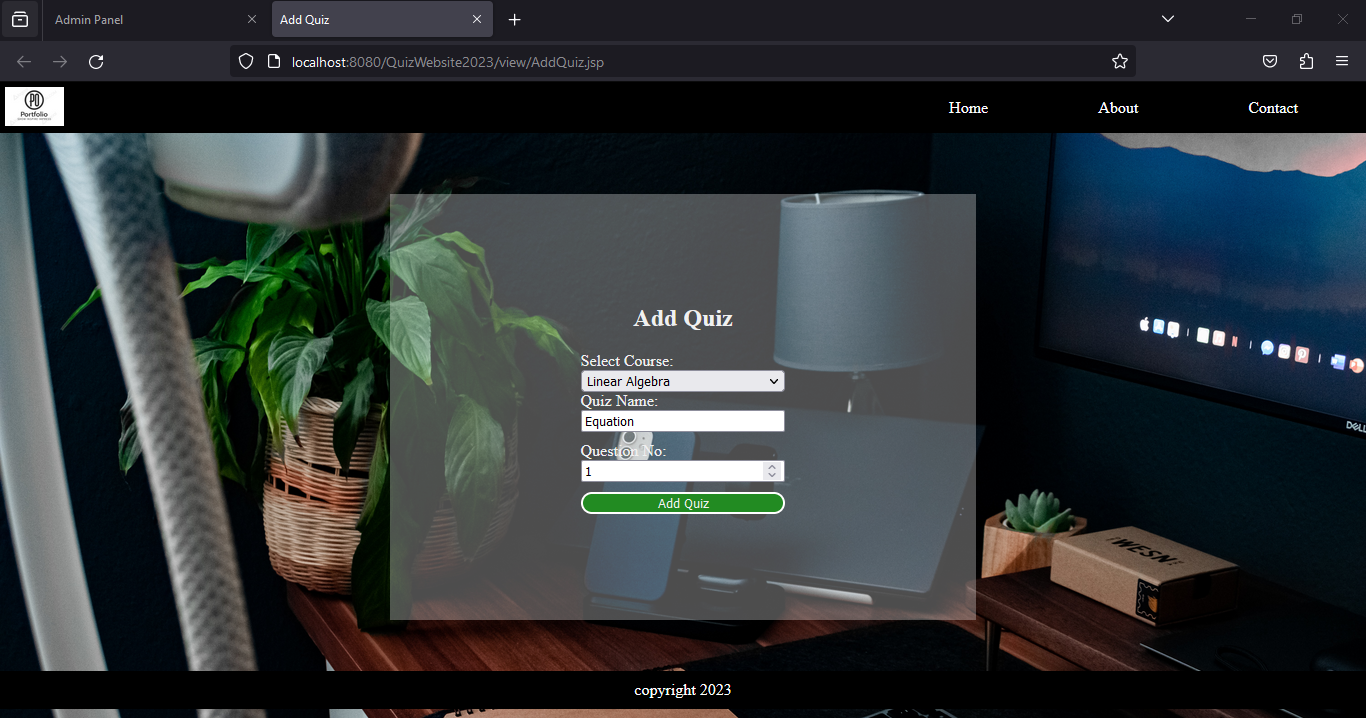 Admin Panel
Add Quiz
localhost:8080/QuizWebsite2023/view/AddQuiz.jsp
PO
Portfolio
Home
About
Contact
Add Quiz
Select Course:
Linear Algebra
Quiz Name:
Equation
Question No:
1
Add Quiz
DELL
WESN
copyright 2023